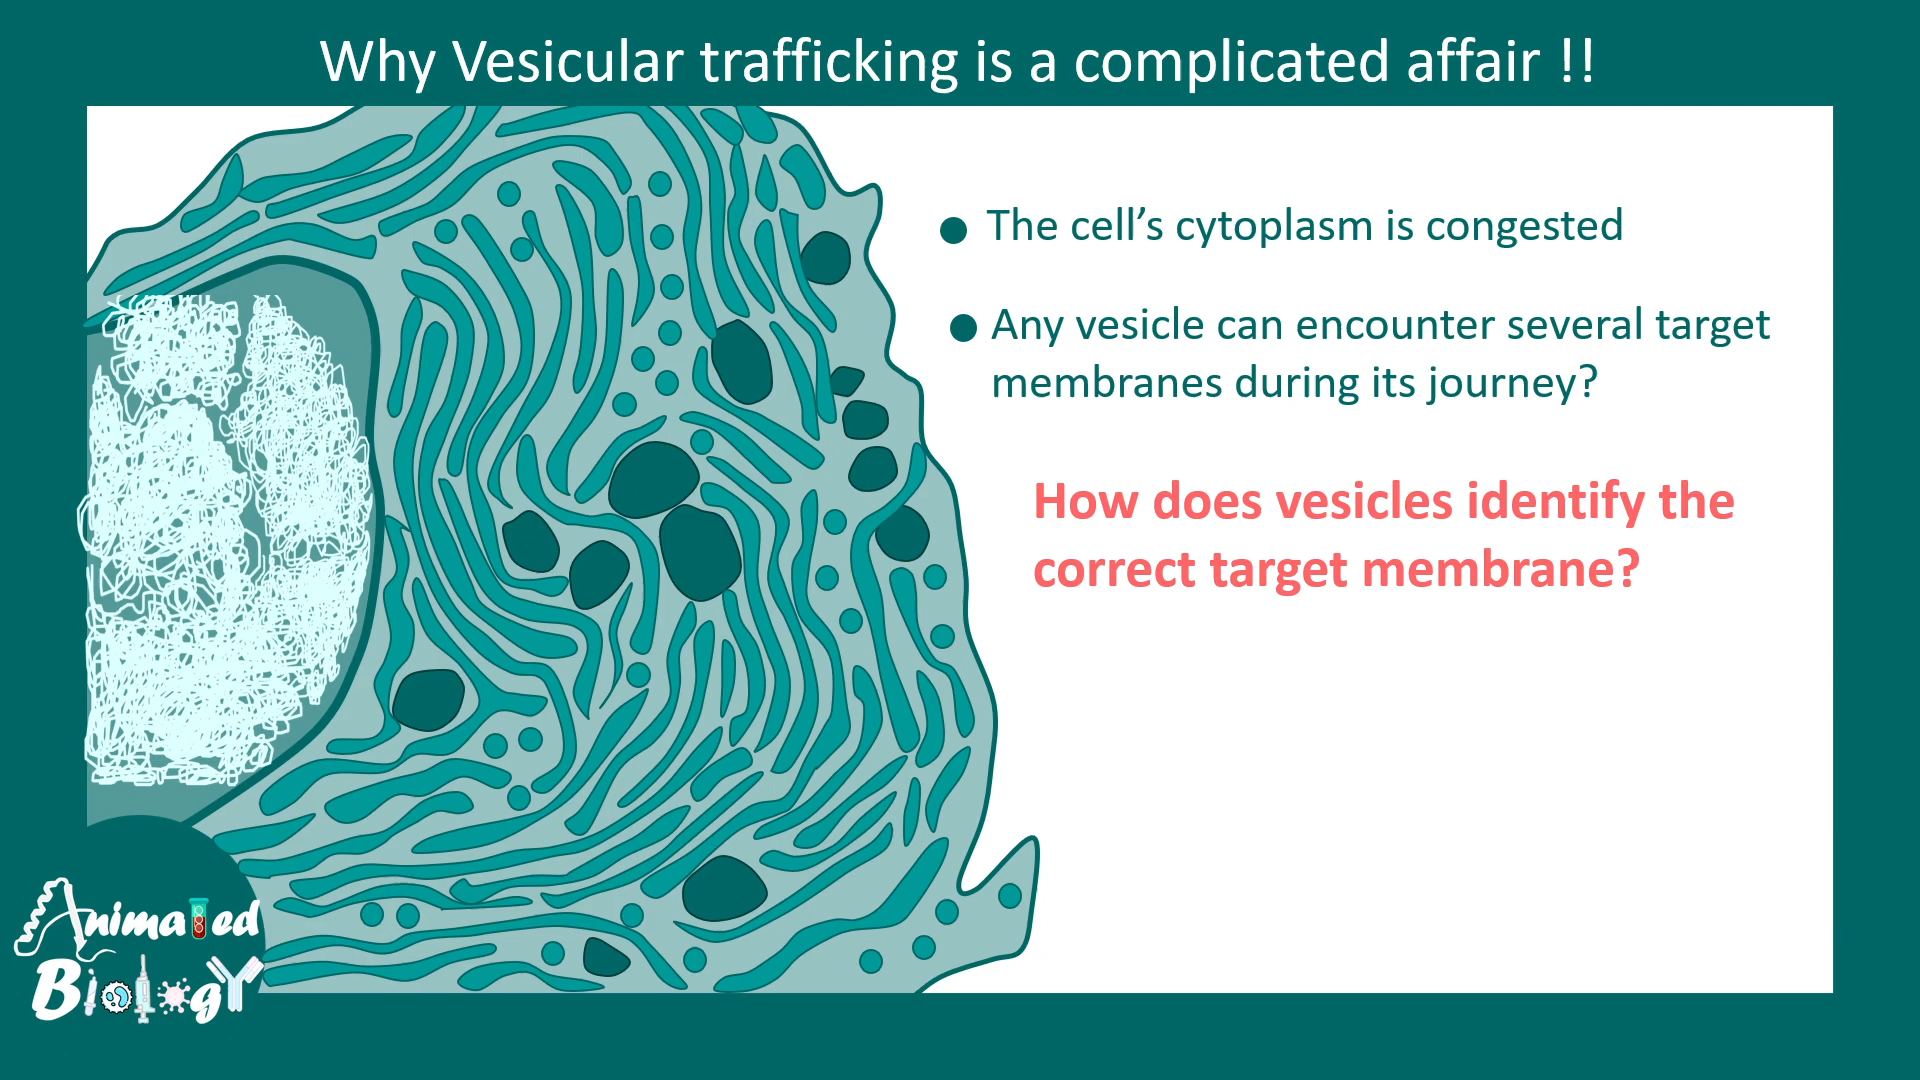 Why Vesicular trafficking is a complicated affair !!
● The cell’s cytoplasm is congested
● Any vesicle can encounter several target
membranes during its journey?
How does vesicles identify the
correct target membrane?
Animated
Biology